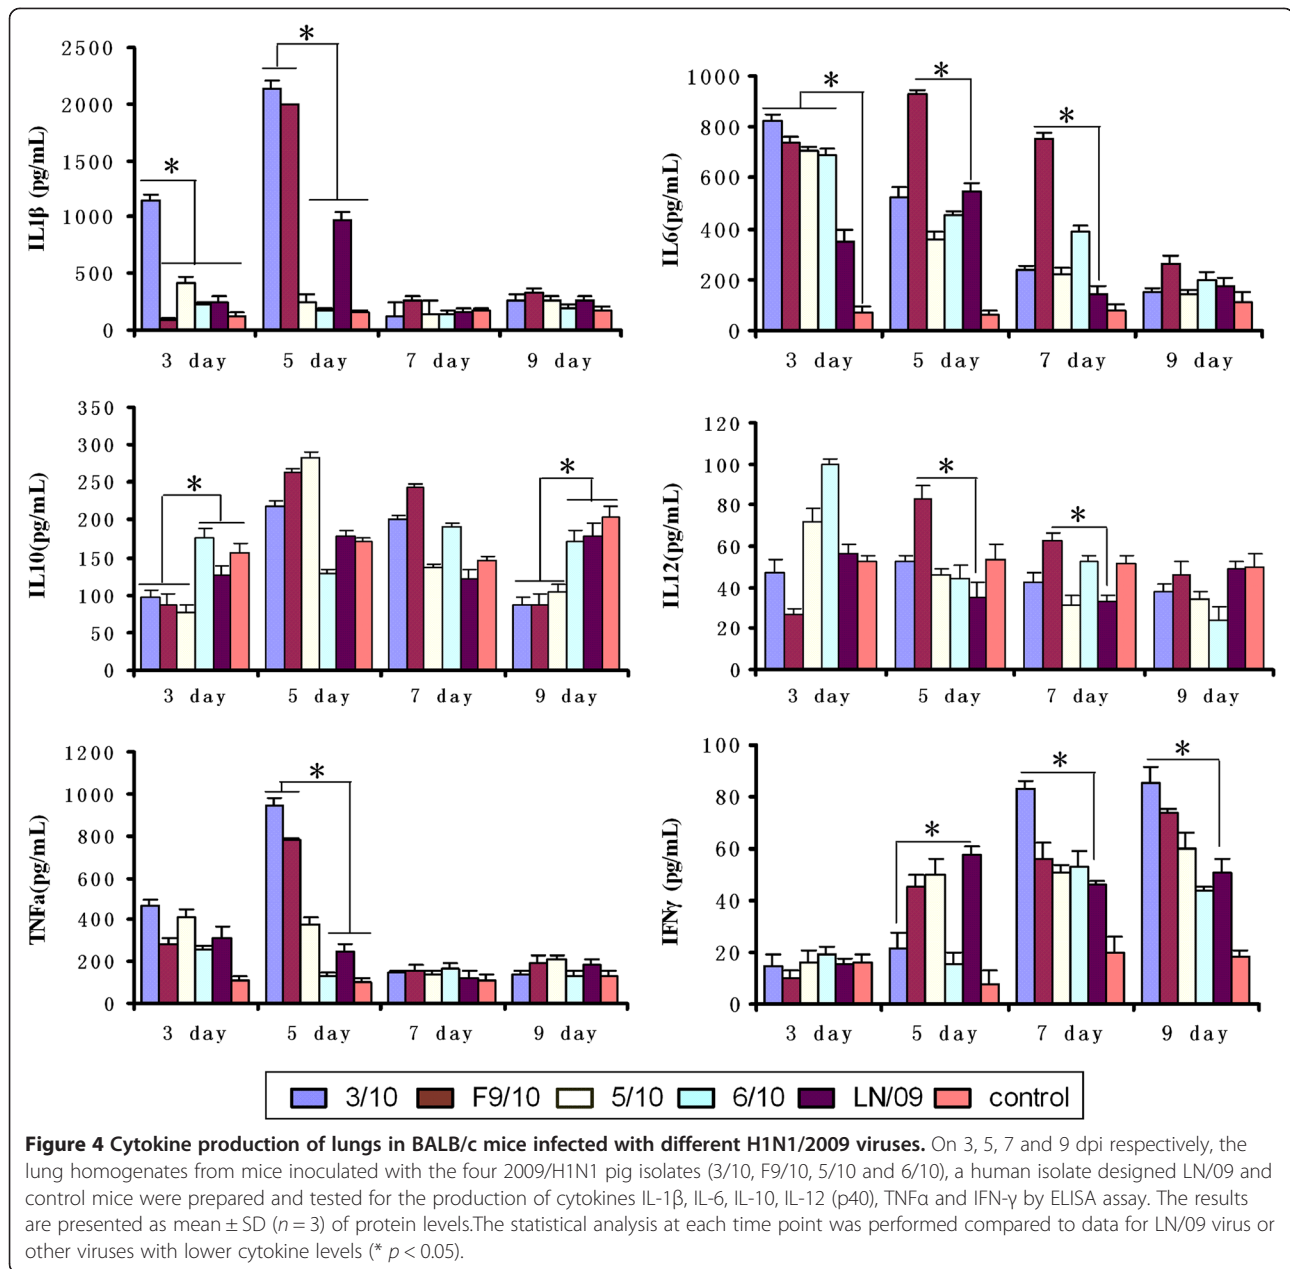 IL1β (pg/mL)
2500
2000
1500
1000
500
0
*
*
3 day 5 day 7 day 9 day
IL6(pg/mL)
1000
800
600
400
200
0
*
*
*
3 day 5 day 7 day 9 day
IL10(pg/mL)
350
300
250
200
150
100
50
0
*
*
3 day 5 day 7 day 9 day
IL12(pg/mL)
120
100
80
60
40
20
0
*
*
3 day 5 day 7 day 9 day
TNFa(pg/mL)
1200
1000
800
600
400
200
0
*
3 day 5 day 7 day 9 day
IFNγ (pg/mL)
100
80
60
40
20
0
*
*
*
3 day 5 day 7 day 9 day
3/10 F9/10 5/10 6/10 LN/09 control
Figure 4 Cytokine production of lungs in BALB/c mice infected with different H1N1/2009 viruses. On 3, 5, 7 and 9 dpi respectively, the
lung homogenates from mice inoculated with the four 2009/H1N1 pig isolates (3/10, F9/10, 5/10 and 6/10), a human isolate designed LN/09 and
control mice were prepared and tested for the production of cytokines IL-1β, IL-6, IL-10, IL-12 (p40), TNFα and IFN-γ by ELISA assay. The results
are presented as mean ± SD (n = 3) of protein levels.The statistical analysis at each time point was performed compared to data for LN/09 virus or
other viruses with lower cytokine levels (* p < 0.05).